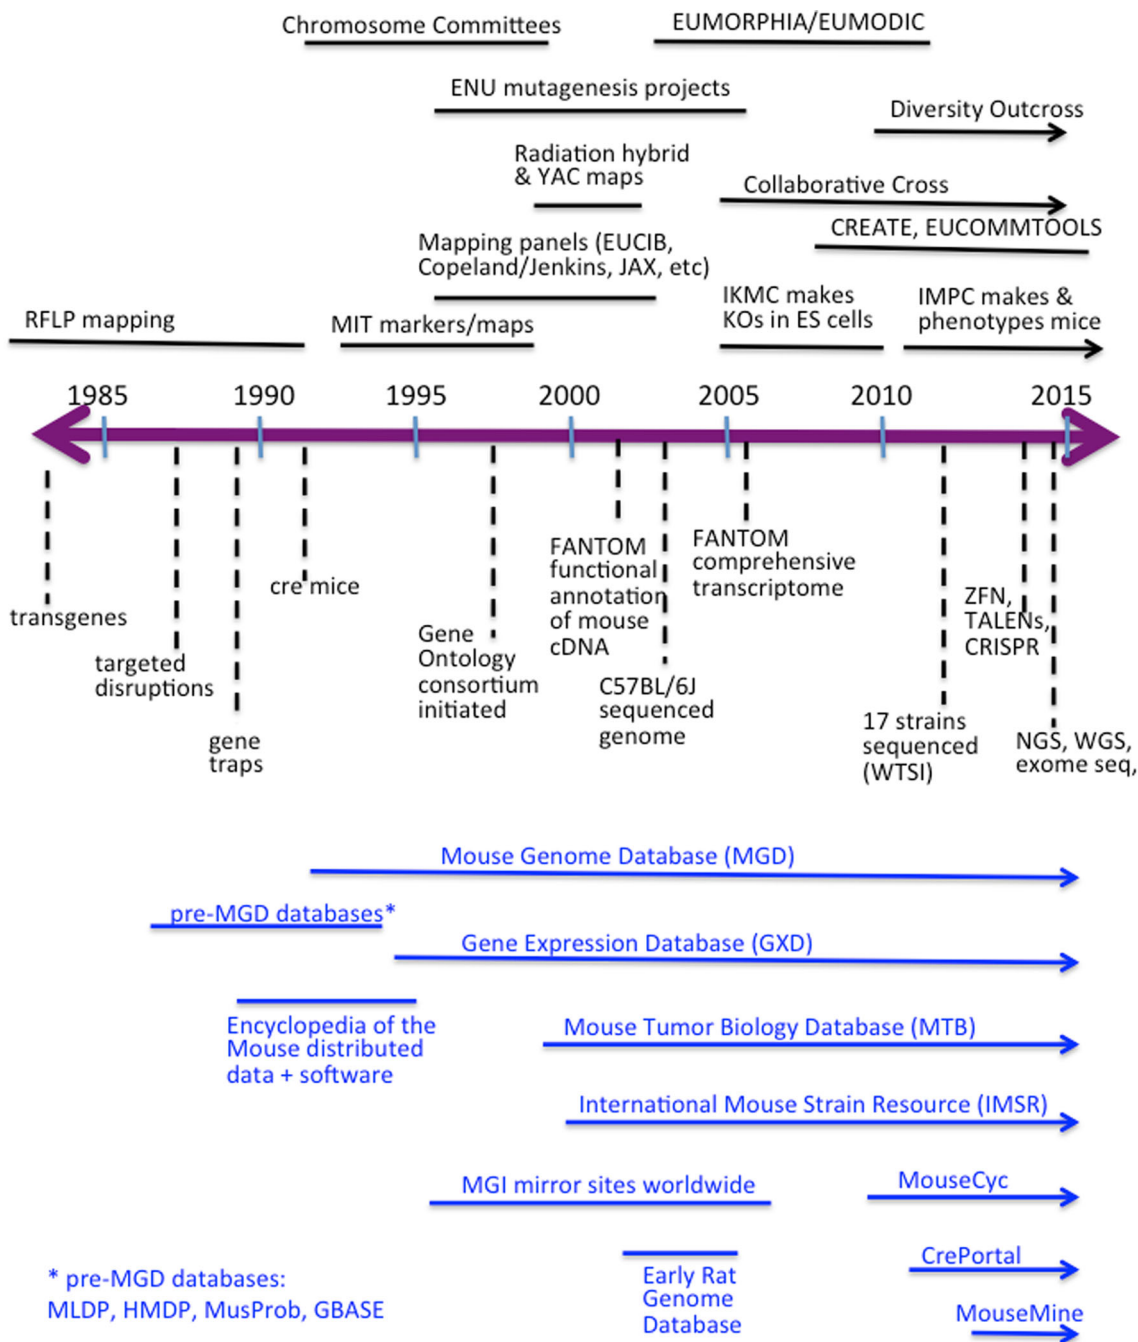 Chromosome Committees
EUMORPHIA/EUMODIC
ENU mutagenesis projects
Diversity Outcross
Radiation hybrid
& YAC maps
Collaborative Cross
CREATE, EUCOMMTOOLS
Mapping panels (EUCIB,
Copeland/Jenkins, JAX, etc)
IKMC makes
KOs in ES cells
IMPC makes &
phenotypes mice
RFLP mapping
MIT markers/maps
1985 1990 1995 2000 2005 2010 2015
transgenes
targeted
disruptions
gene
traps
cre mice
Gene
Ontology
consortium
initiated
FANTOM
functional
annotation
of mouse
cDNA
C57BL/6J
sequenced
genome
FANTOM
comprehensive
transcriptome
17 strains
sequenced
(WTSI)
ZFN,
TALENs,
CRISPR
NGS, WGS,
exome seq,
Mouse Genome Database (MGD)
pre-MGD databases*
Gene Expression Database (GXD)
Encyclopedia of the
Mouse distributed
data + software
Mouse Tumor Biology Database (MTB)
International Mouse Strain Resource (IMSR)
MGI mirror sites worldwide
MouseCyc
Early Rat
Genome
Database
CrePortal
MouseMine
* pre-MGD databases:
MLDP, HMDP, MusProb, GBASE